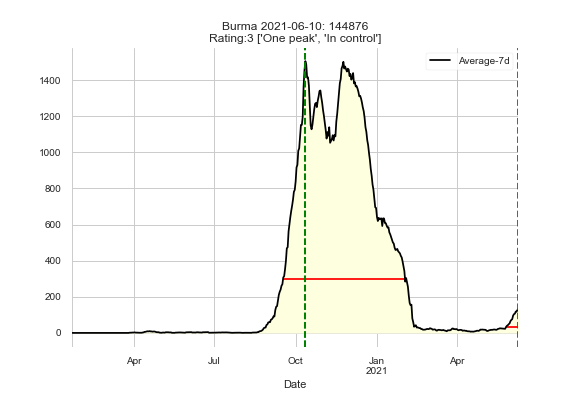 Burma 2021-06-10: 144876
Rating:3 ['One peak', 'In control']
Average-7d
1400
1200
1000
800
600
400
200
0
Apr
Jul
Oct
Jan
2021
Apr
Date